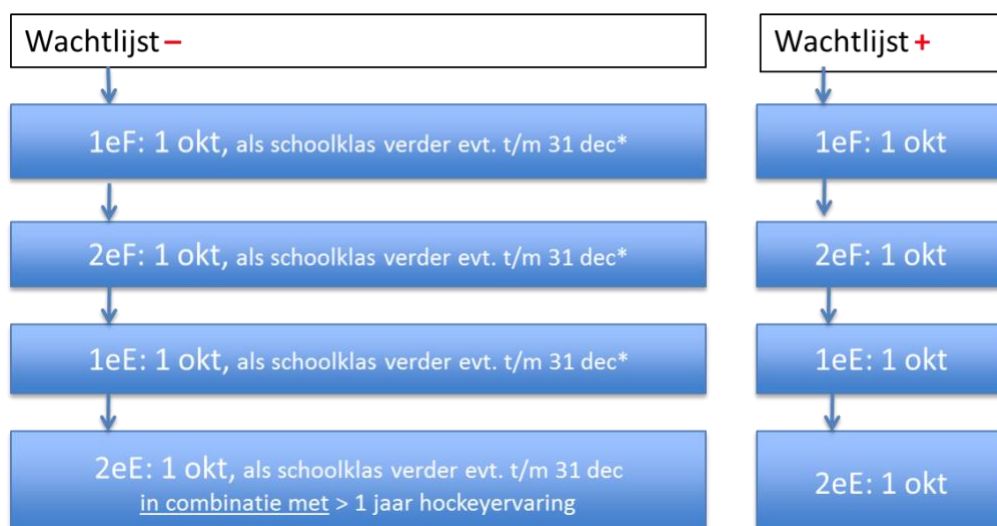 Wachtlijst –
1eF: 1 okt, als schoolklas verder evt. t/m 31 dec*
2eF: 1 okt, als schoolklas verder evt. t/m 31 dec*
1eE: 1 okt, als schoolklas verder evt. t/m 31 dec*
2eE: 1 okt, als schoolklas verder evt. t/m 31 dec
in combinatie met > 1 jaar hockeyervaring
Wachtlijst +
1eF: 1 okt
2eF: 1 okt
1eE: 1 okt
2eE: 1 okt